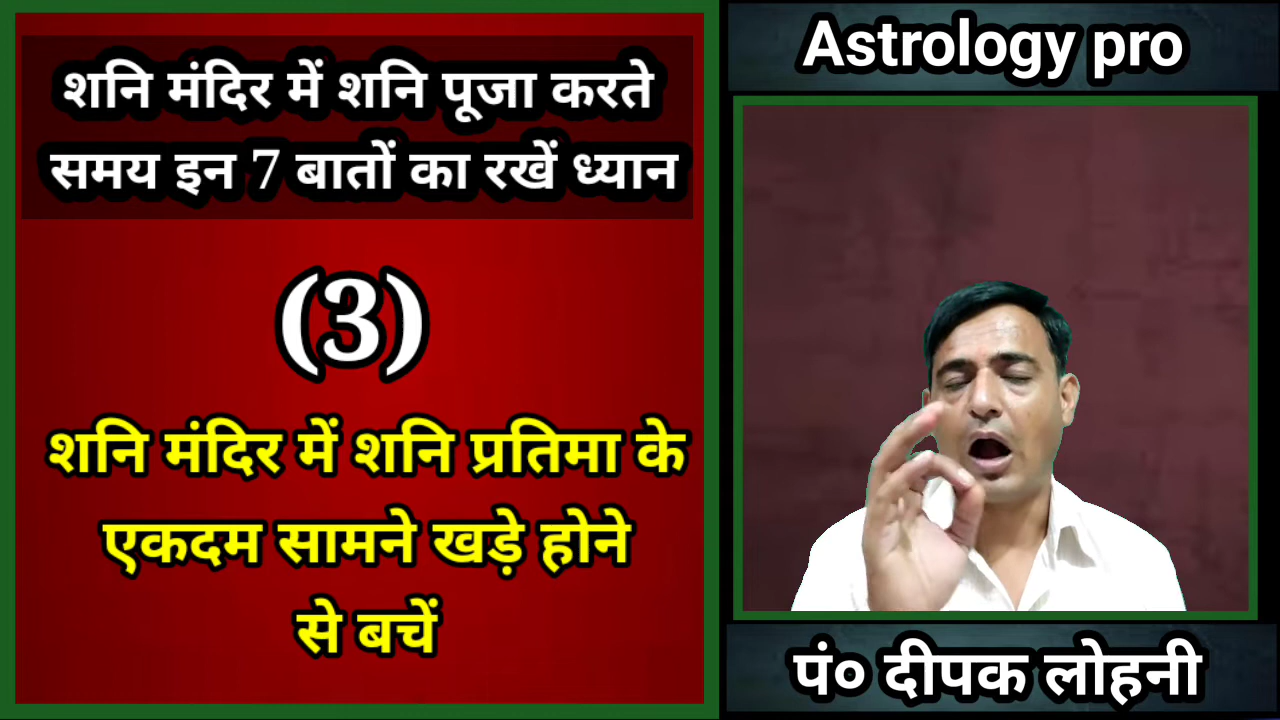 शनि मंदिर में शनि पूजा करते
समय इन 7 बातों का रखें ध्यान
(3)
शनि मंदिर में शनि प्रतिमा के
एकदम सामने खड़े होने
से बचें
Astrology pro
पं० दीपक लोहनी